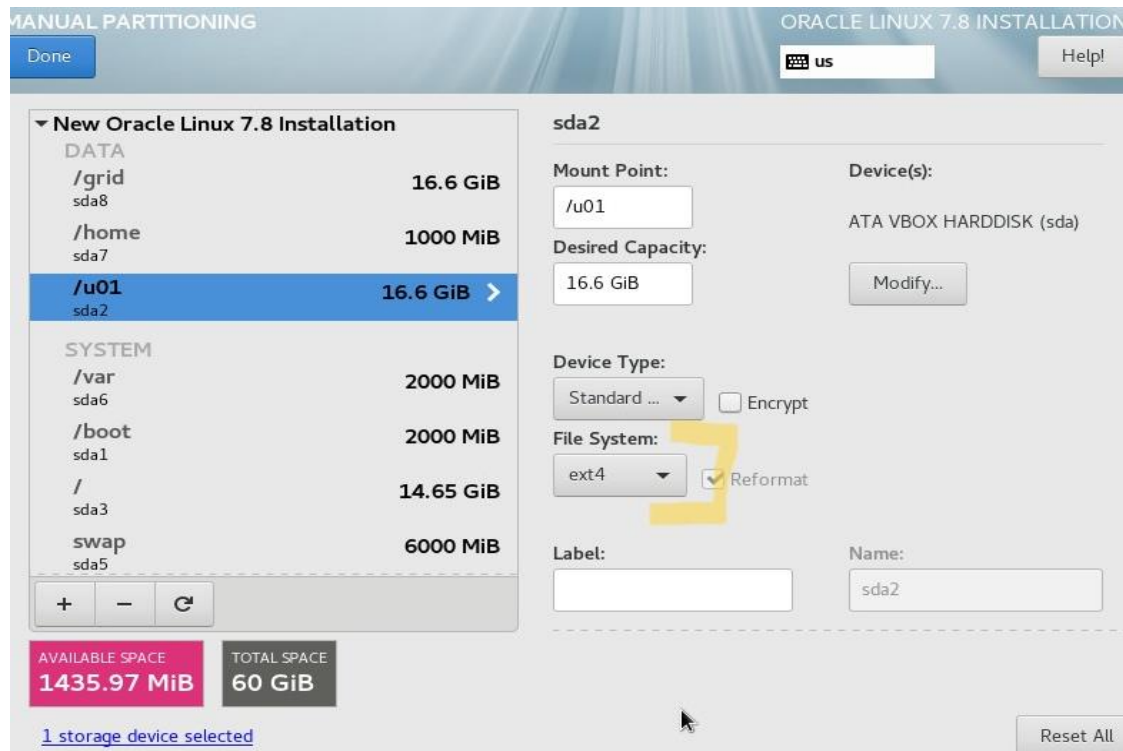 MANUAL PARTITIONING
ORACLE LINUX 7.8 INSTALLATION
Done
us
Help!
New Oracle Linux 7.8 Installation
DATA
/grid
16.6 GiB
sda8
/home
1000 MiB
sda7
/u01
16.6 GiB
sda2
SYSTEM
/var
2000 MiB
sda6
/boot
2000 MiB
sda1
/
14.65 GiB
sda3
swap
6000 MiB
sda5
+ −
AVAILABLE SPACE
1435.97 MiB
TOTAL SPACE
60 GiB
1 storage device selected
sda2
Mount Point:
/u01
Device(s):
ATA VBOX HARDDISK (sda)
Desired Capacity:
16.6 GiB
Modify...
Device Type:
Standard ...
Encrypt
File System:
ext4
Reformat
Label:
Name:
sda2
Reset All